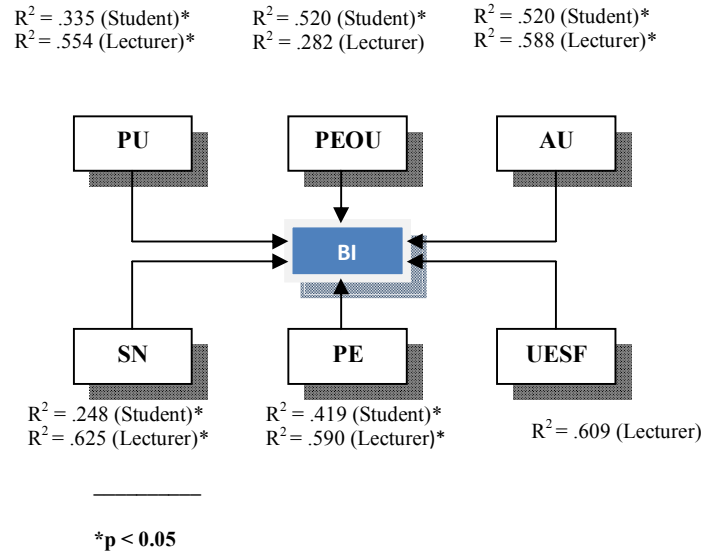 R² = .335 (Student)*
R² = .554 (Lecturer)*
R² = .520 (Student)*
R² = .282 (Lecturer)
R² = .520 (Student)*
R² = .588 (Lecturer)*
PU
PEOU
AU
BI
SN
PE
UESF
R² = .248 (Student)*
R² = .625 (Lecturer)*
R² = .419 (Student)*
R² = .590 (Lecturer)*
R² = .609 (Lecturer)
*p < 0.05